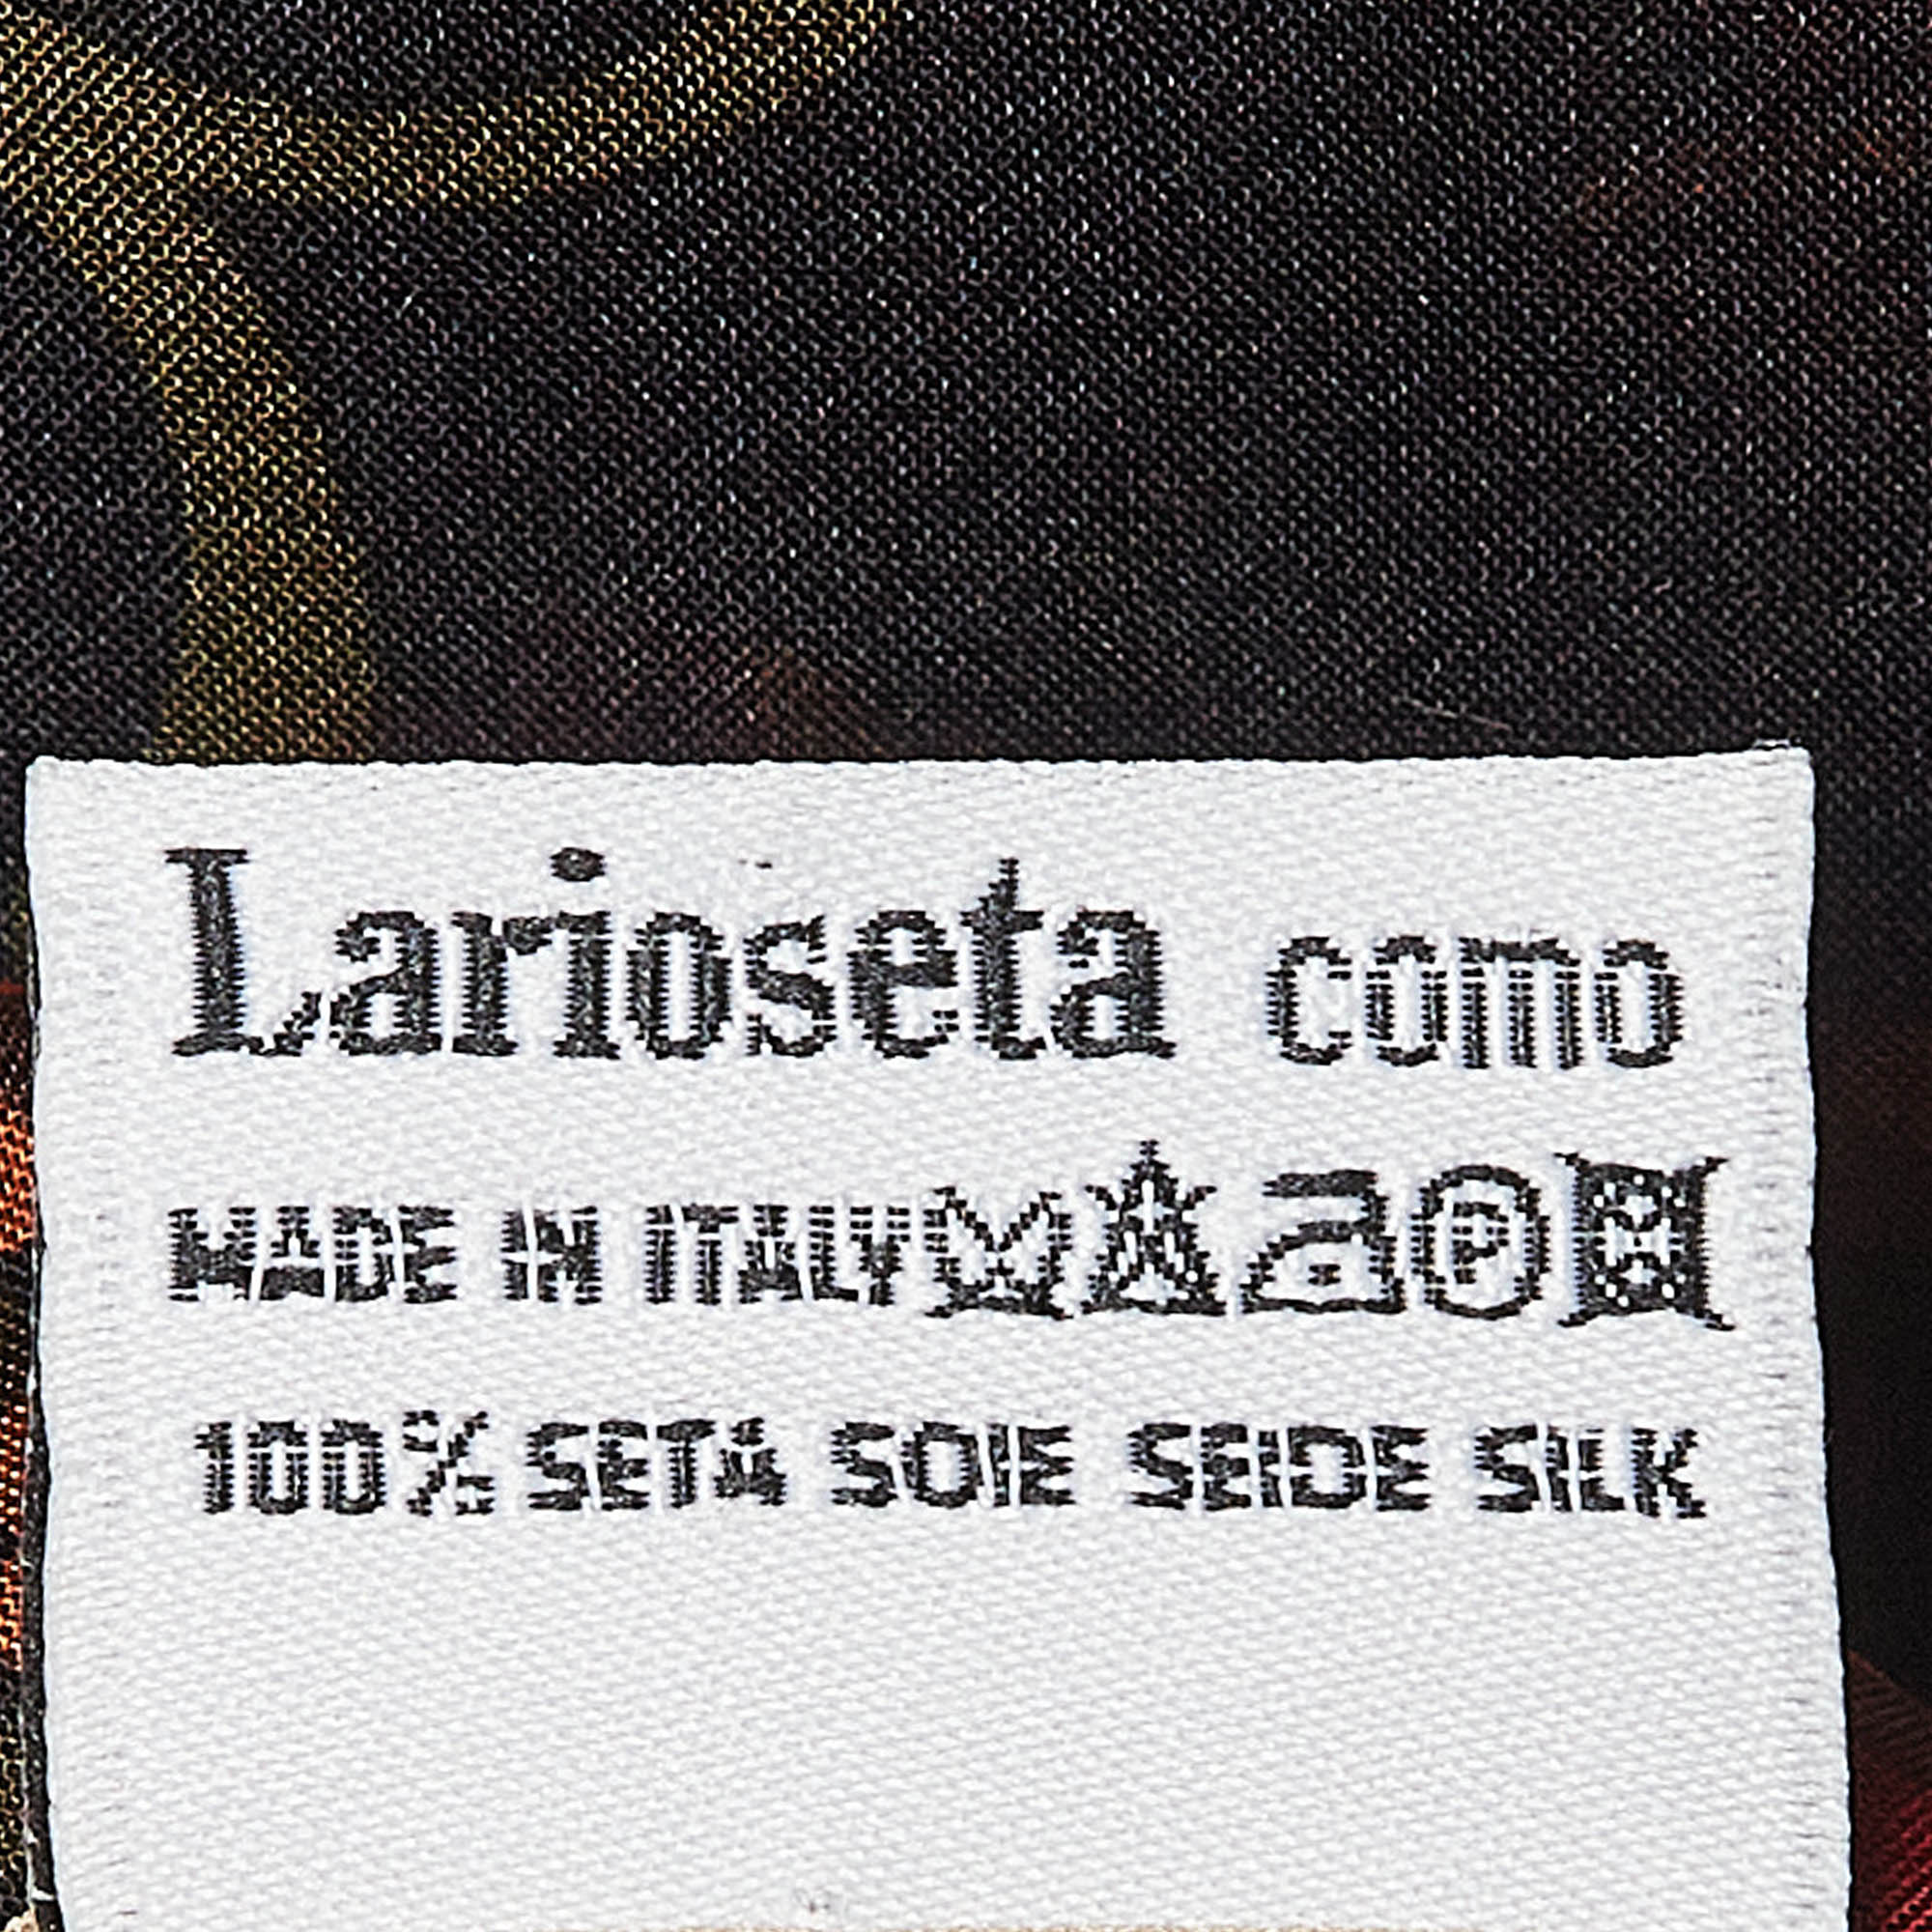 Larioseta como
MADE IN ITALY P
100% SETA SOIE SEIDE SILK